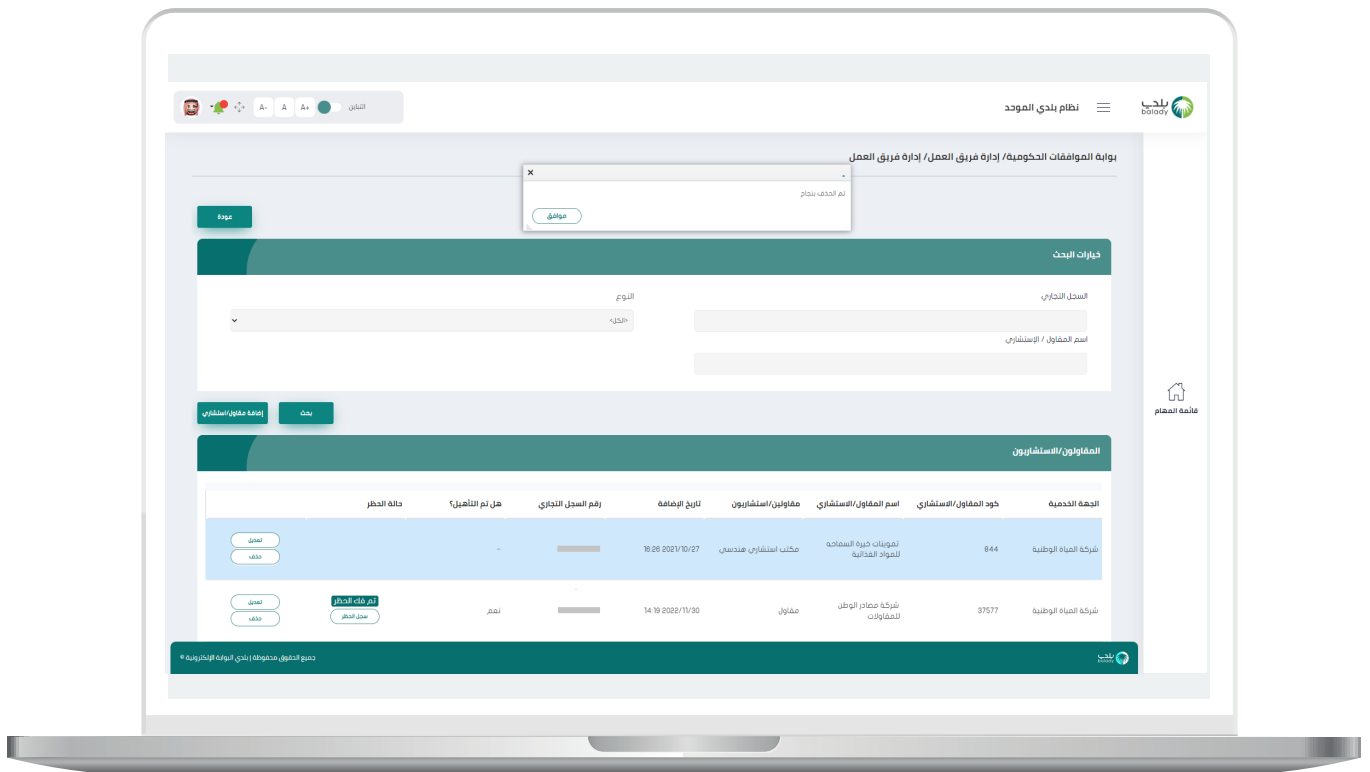 بلدي
balady
نظام بلدي الموحد
التباين
A+
A
A-
بوابة الموافقات الحكومية/ إدارة فريق العمل/ إدارة فريق العمل
تم الحذف بنجاح
موافق
عودة
خيارات البحث
السجل التجاري
النوع
<الكل>
اسم المقاول / الإستشاري
قائمة المهام
بحث
إضافة مقاول/استشاري
المقاولون/الاستشاريون
الجهة الخدمية كود المقاول/الاستشاري اسم المقاول/الاستشاري مقاولين/استشاريون تاريخ الإضافة رقم السجل التجاري هل تم التأهيل؟ حالة الحظر
شركة المياة الوطنية 844 تموينات خيرة السماحه للمواد الغذائية مكتب استشاري هندسي 2021/10/27 16:26 - تعديل
حذف
شركة المياة الوطنية 37577 شركة مصادر الوطن للمقاولات مقاول 2022/11/30 14:19 نعم تم فك الحظر تعديل
سجل الحظر حذف
بلدي
balady
جميع الحقوق محفوظة | بلدي البوابة الإلكترونية ©